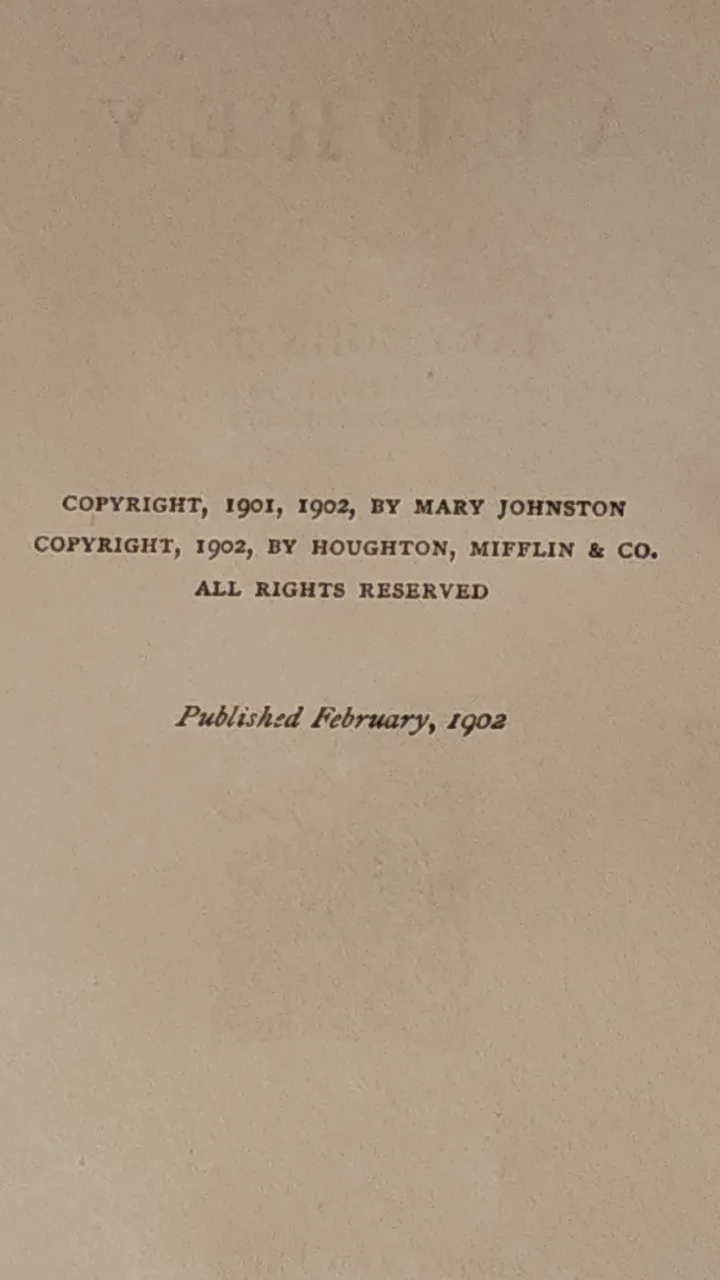 COPYRIGHT, 1901, 1902, BY MARY JOHNSTON
COPYRIGHT, 1902, BY HOUGHTON, MIFFLIN & CO.
ALL RIGHTS RESERVED
Published February, 1902